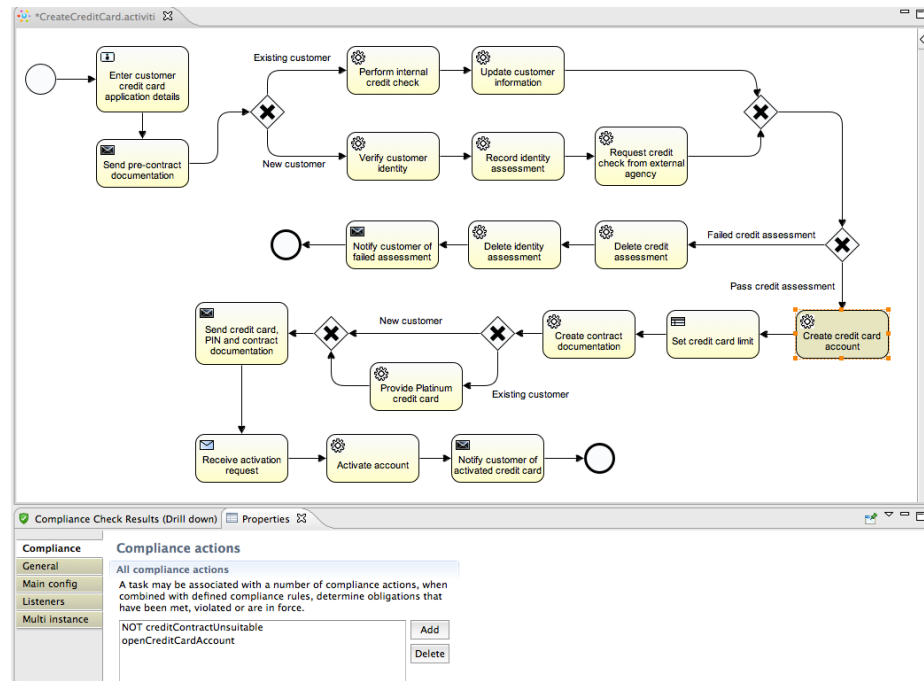 *CreateCreditCard.activiti
Enter customer
credit card
application details
Send pre-contract
documentation
Existing customer
New customer
Perform internal
credit check
Update customer
information
Verify customer
identity
Record identity
assessment
Request credit
check from external
agency
Failed credit assessment
Delete credit
assessment
Delete identity
assessment
Notify customer of
failed assessment
Pass credit assessment
Create credit card
account
Set credit card limit
Create contract
documentation
New customer
Existing customer
Provide Platinum
credit card
Send credit card,
PIN and contract
documentation
Receive activation
request
Activate account
Notify customer of
activated credit card
Compliance Check Results (Drill down)
Properties
Compliance
General
Main config
Listeners
Multi instance
Compliance actions
All compliance actions
A task may be associated with a number of compliance actions, when
combined with defined compliance rules, determine obligations that
have been met, violated or are in force.
NOT creditContractUnsuitable
openCreditCardAccount
Add
Delete